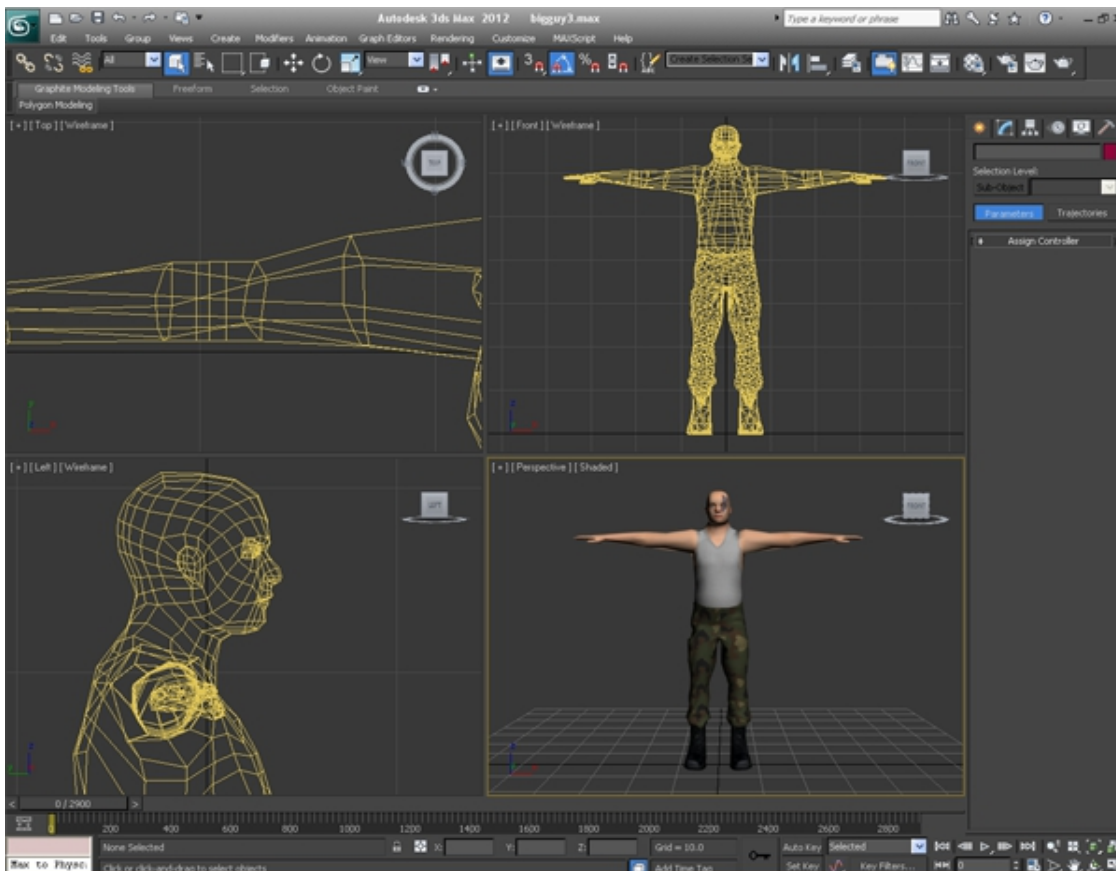 Autodesk 3ds Max 2012 bigguy3.max
Type a keyword or phrase
Edit Tools Group Views Create Modifiers Animation Graph Editors Rendering Customize MAXScript Help
All View Create Selection Se
Graphite Modeling Tools Freeform Selection Object Paint
Polygon Modeling
[ + ] [ Top ] [ Wireframe ] [ + ] [ Front ] [ Wireframe ]
TOP FRONT
Selection Level:
Sub-Object
Parameters Trajectories
+ Assign Controller
[ + ] [ Left ] [ Wireframe ] [ + ] [ Perspective ] [ Shaded ]
LEFT FRONT
< 0 / 2900 >
0 200 400 600 800 1000 1200 1400 1600 1800 2000 2200 2400 2600 2800
None Selected X: Y: Z: Grid = 10.0 Auto Key Selected
Max to Physc: Click or click-and-drag to select objects Add Time Tag Set Key Key Filters... 0